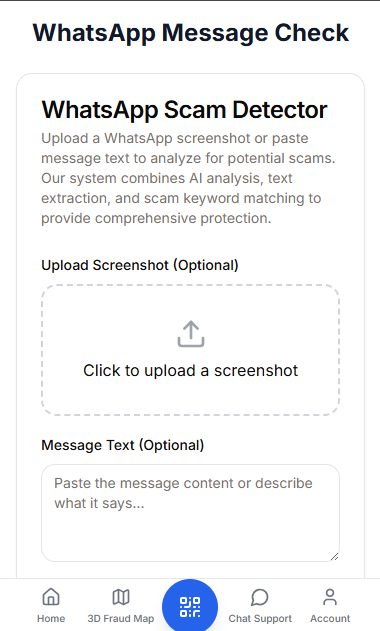 WhatsApp Message Check
WhatsApp Scam Detector
Upload a WhatsApp screenshot or paste
message text to analyze for potential scams.
Our system combines AI analysis, text
extraction, and scam keyword matching to
provide comprehensive protection.
Upload Screenshot (Optional)
Click to upload a screenshot
Message Text (Optional)
Paste the message content or describe
what it says...
Home
3D Fraud Map
Chat Support
Account